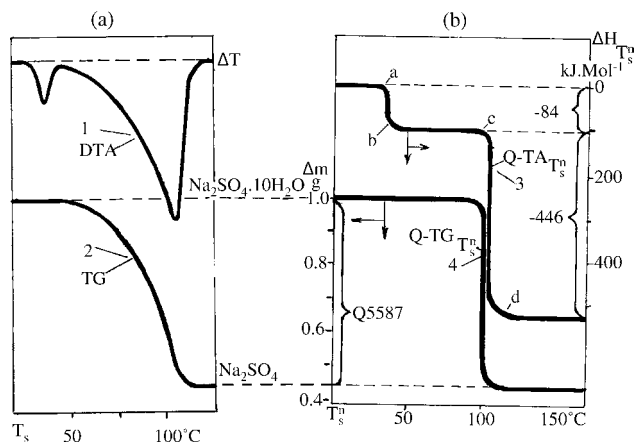 (a)
(b)
ΔT
1
DTA
Na₂SO₄.10H₂O
2
TG
Na₂SO₄
Tₛ
50
100°C
Δm
g
1.0
0.8
0.6
0.4
a
b
c
d
Q-TA Tₛⁿ
3
Q-TG Tₛⁿ
4
Q5587
Tₛⁿ
50
100
150°C
ΔH Tₛⁿ
kJ.Mol⁻¹
0
-84
200
-446
400